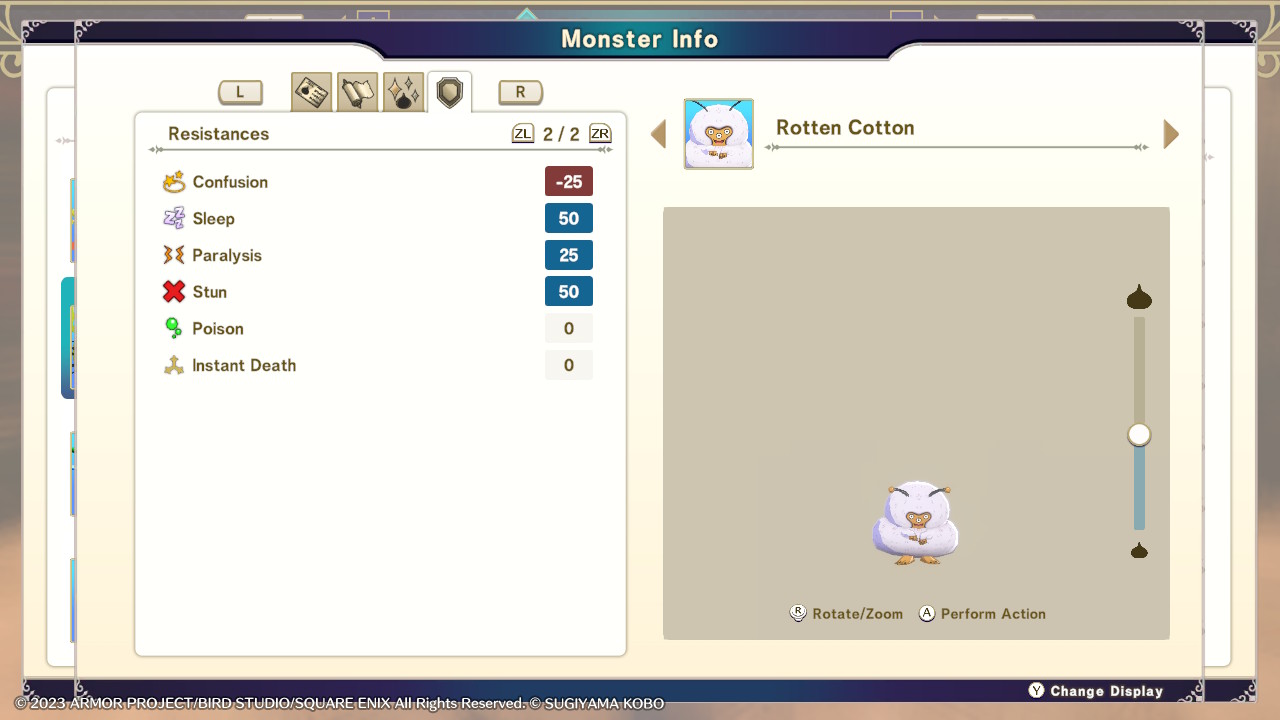 Monster Info
L
R
Resistances
ZL 2 / 2 ZR
Rotten Cotton
Confusion -25
Sleep 50
Paralysis 25
Stun 50
Poison 0
Instant Death 0
R Rotate/Zoom A Perform Action
Y Change Display
© 2023 ARMOR PROJECT/BIRD STUDIO/SQUARE ENIX All Rights Reserved. © SUGIYAMA KOBO